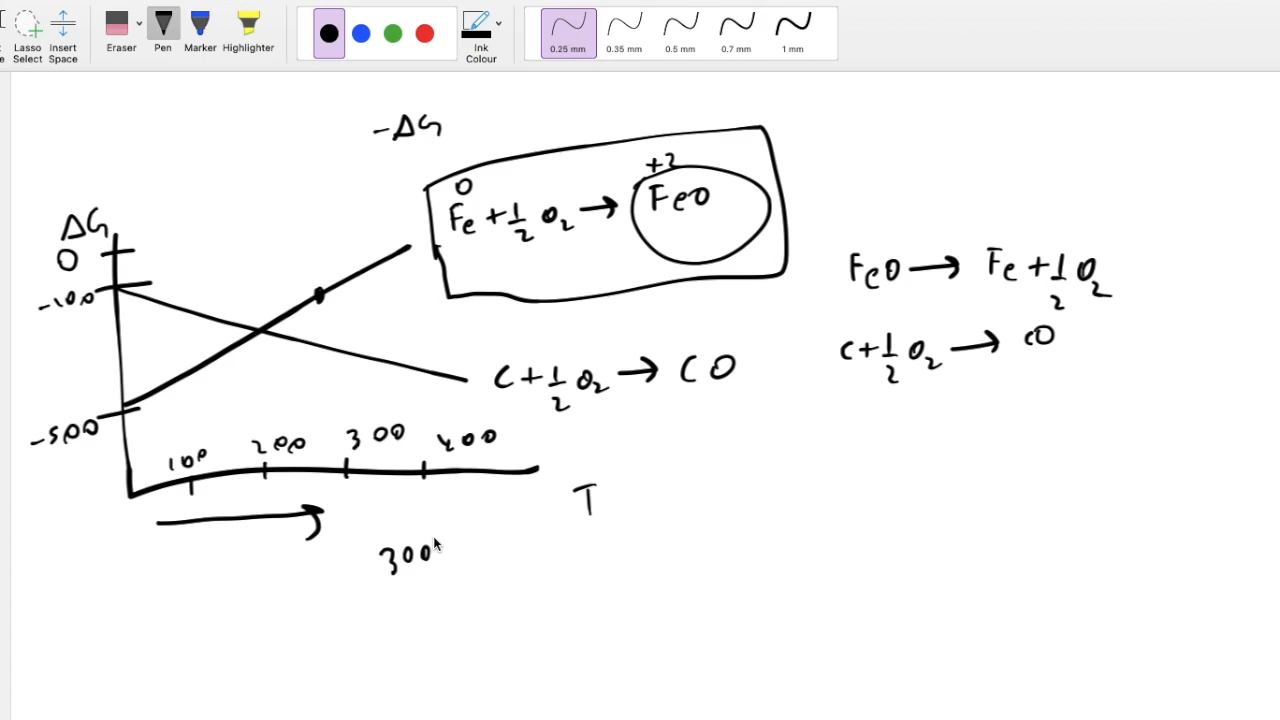 Eraser
Pen
Marker
Highlighter
Lasso Select
Insert Space
Ink Colour
0.25 mm
0.35 mm
0.5 mm
0.7 mm
1 mm
-ΔG
0 +2
Fe + 1/2 O2 → FeO
ΔG
0
-100
-500
FeO → Fe + 1/2 O2
C + 1/2 O2 → CO
C + 1/2 O2 → CO
100 200 300 400
T
300